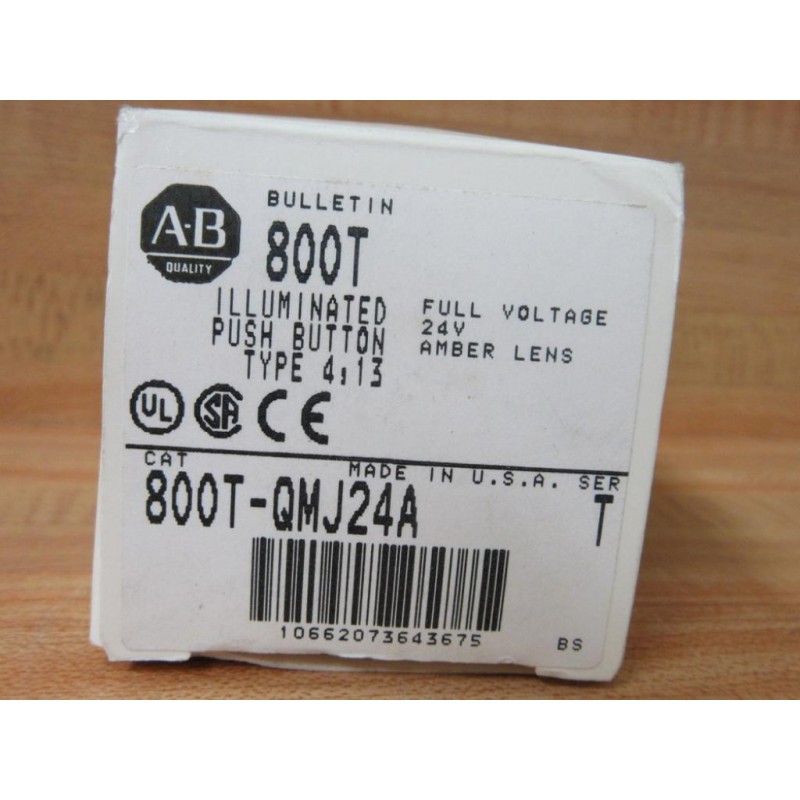 A-B
QUALITY
BULLETIN
800T
ILLUMINATED
PUSH BUTTON
TYPE 4,13
FULL VOLTAGE
24V
AMBER LENS
UL
SA
CE
CAT
MADE IN U.S.A.
SER
800T-QMJ24A
T
10662073643675
BS